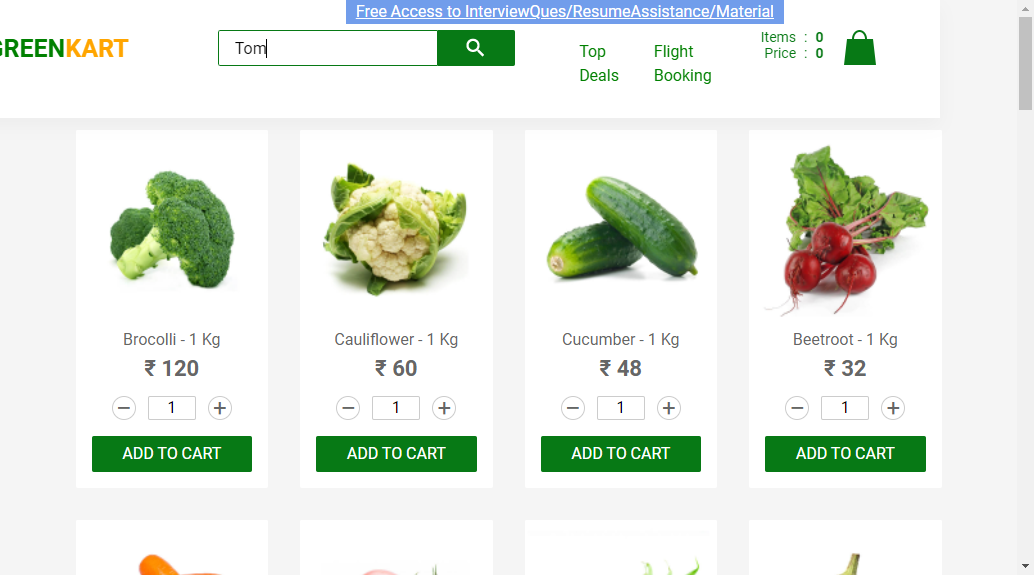 Free Access to InterviewQues/ResumeAssistance/Material
GREENKART
Tom
Top
Deals
Flight
Booking
Items : 0
Price : 0
Brocolli - 1 Kg
₹ 120
1
ADD TO CART
Cauliflower - 1 Kg
₹ 60
1
ADD TO CART
Cucumber - 1 Kg
₹ 48
1
ADD TO CART
Beetroot - 1 Kg
₹ 32
1
ADD TO CART